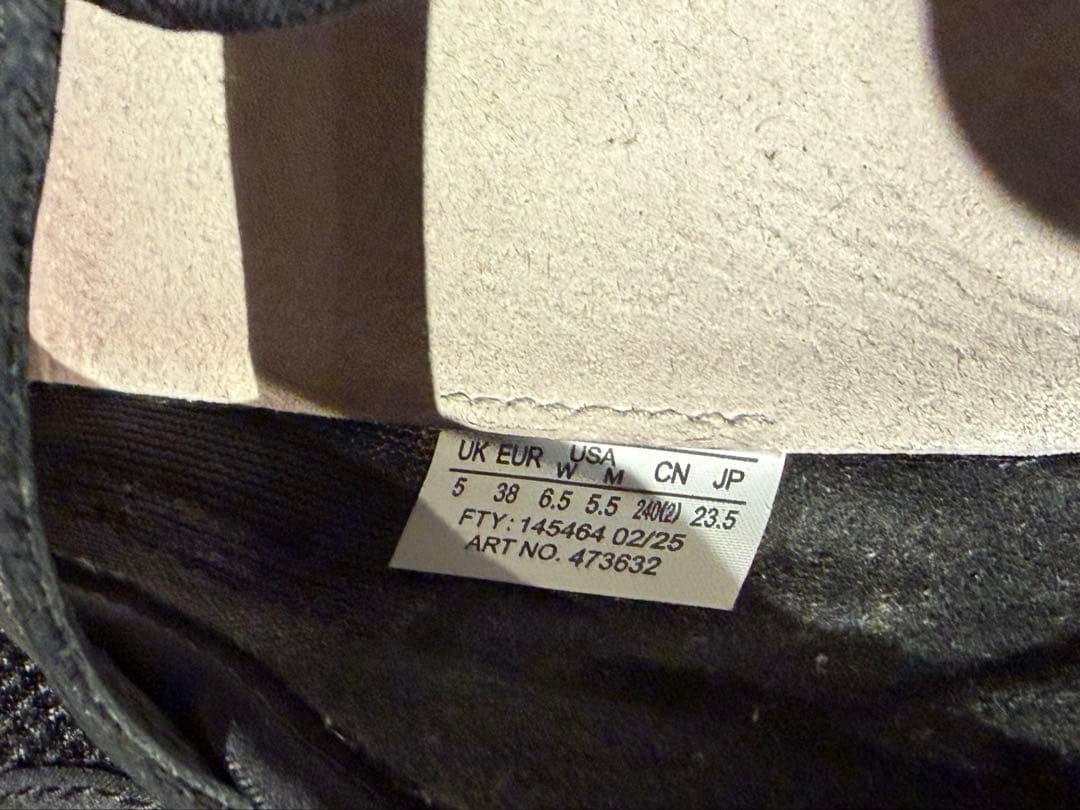 UK EUR USA CN JP
W M
5 38 6.5 5.5 240(2) 23.5
FTY: 145464 02/25
ART NO. 473632